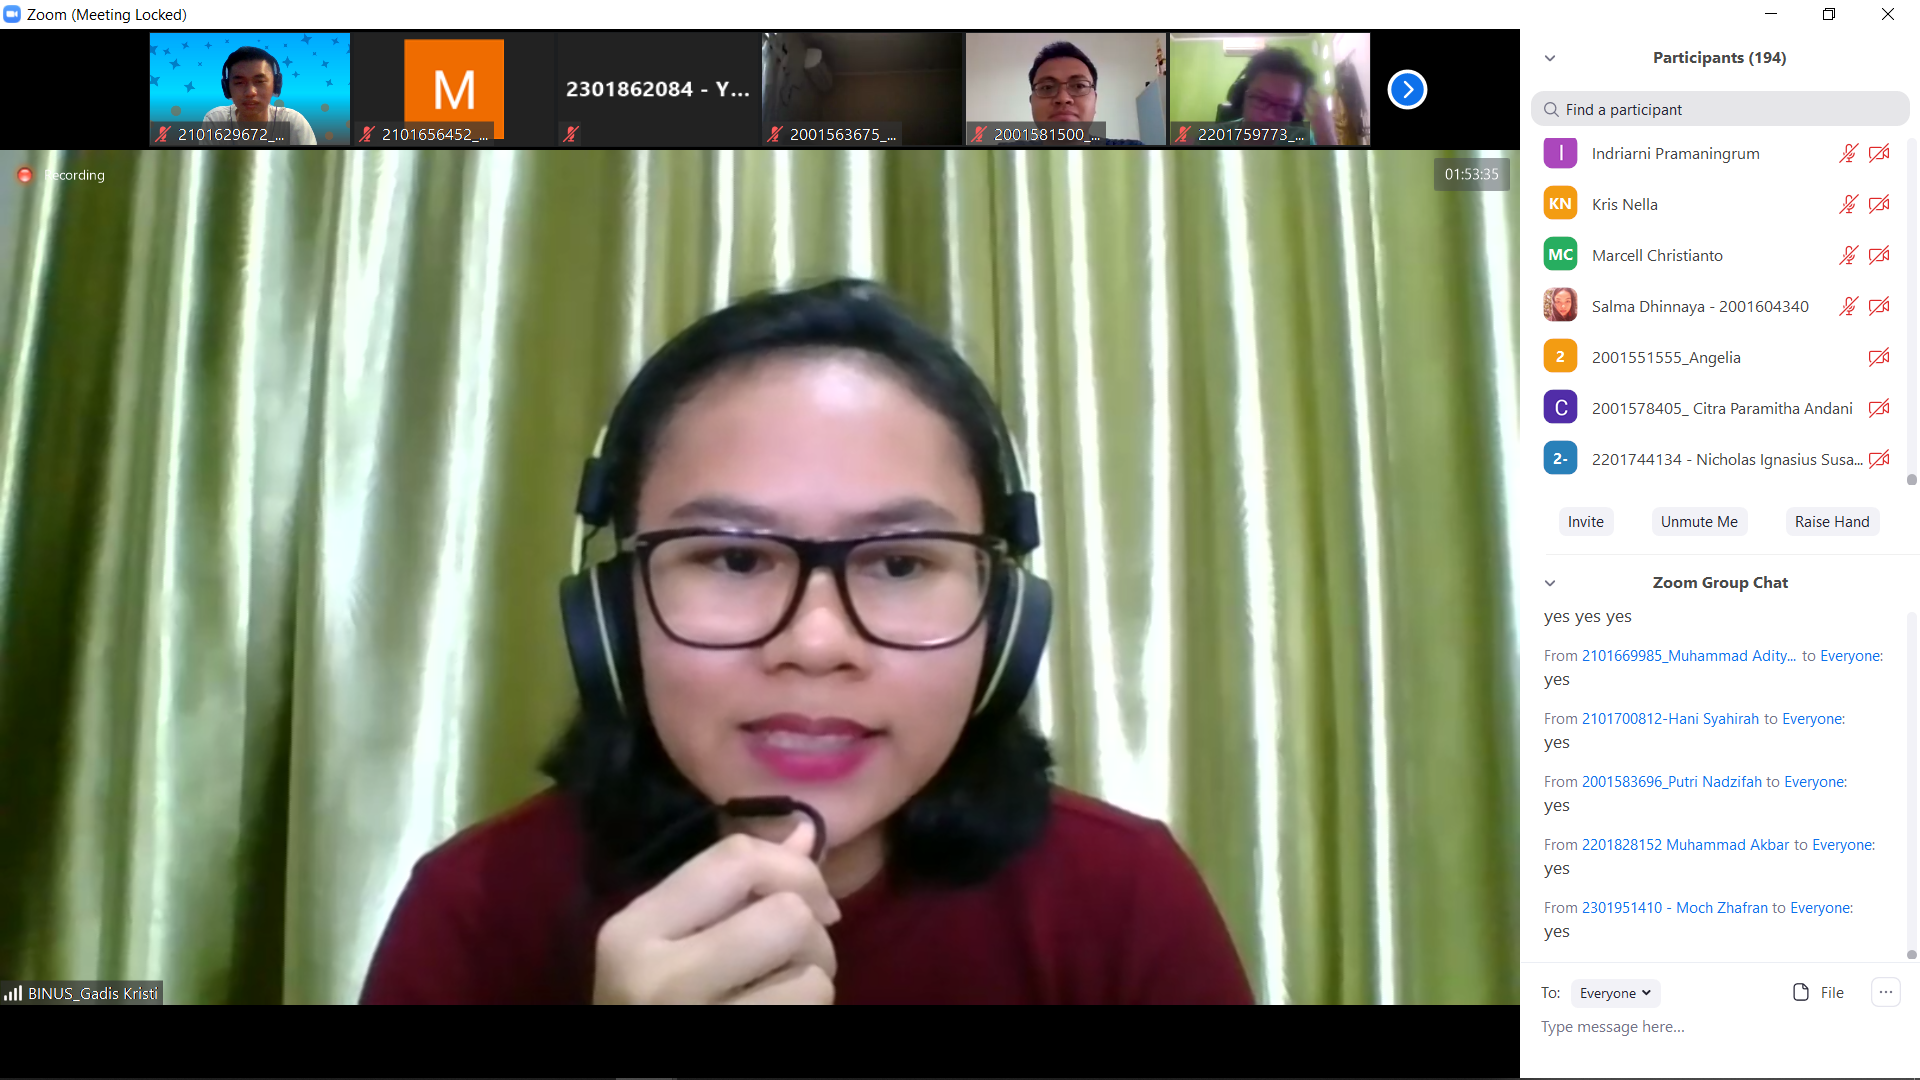 Zoom (Meeting Locked)
2101629672_...
M
2101656452_...
2301862084 - Y...
2001563675_...
2001581500_...
2201759773_...
Recording
01:53:35
BINUS_Gadis Kristi
Participants (194)
Find a participant
I
Indriarni Pramaningrum
KN
Kris Nella
MC
Marcell Christianto
Salma Dhinnaya - 2001604340
2
2001551555_Angelia
C
2001578405_ Citra Paramitha Andani
2-
2201744134 - Nicholas Ignasius Susa...
Invite
Unmute Me
Raise Hand
Zoom Group Chat
yes yes yes
From 2101669985_Muhammad Adity... to Everyone:
yes
From 2101700812-Hani Syahirah to Everyone:
yes
From 2001583696_Putri Nadzifah to Everyone:
yes
From 2201828152 Muhammad Akbar to Everyone:
yes
From 2301951410 - Moch Zhafran to Everyone:
yes
To: Everyone
File
...
Type message here...